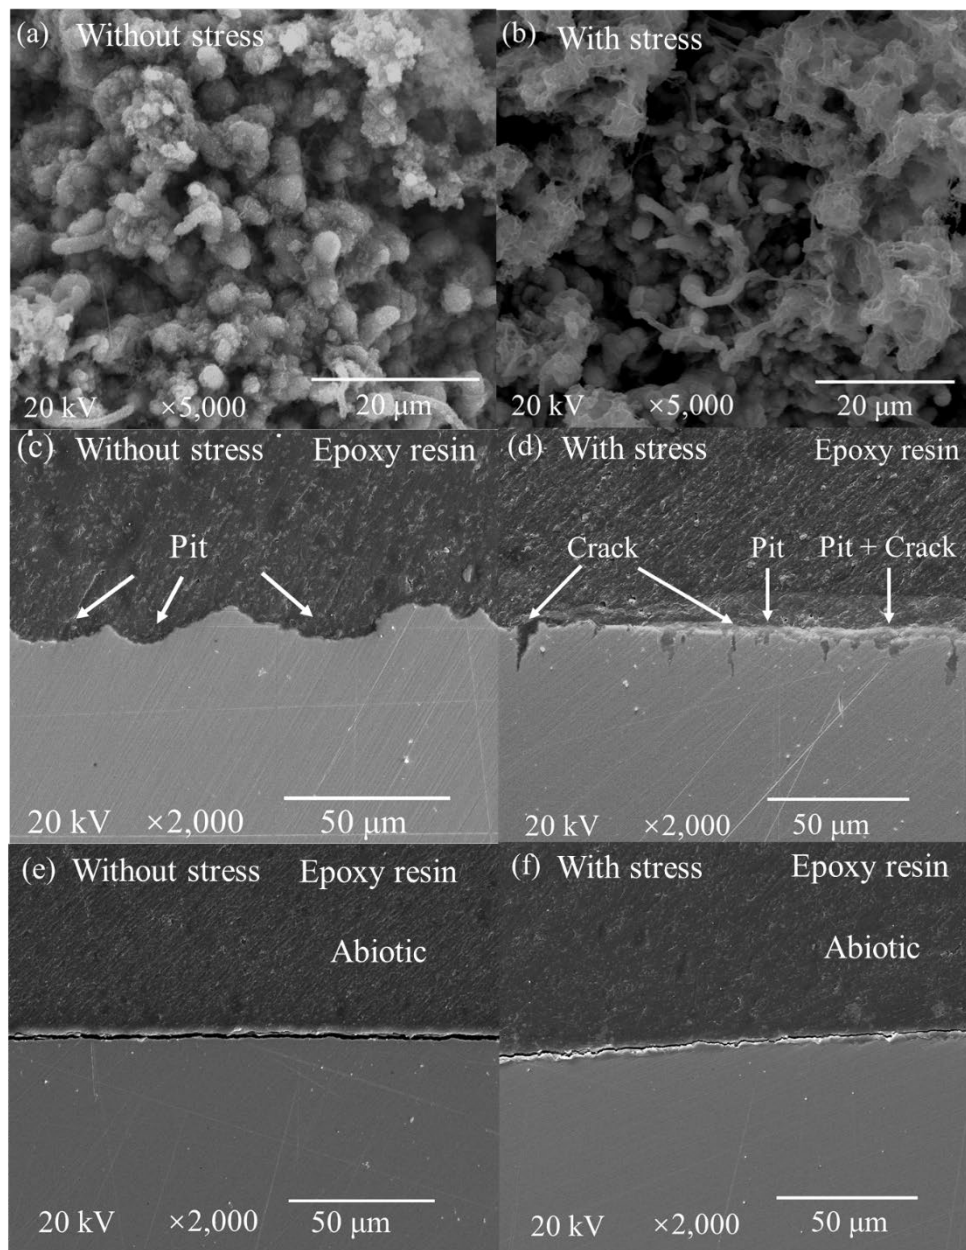 (a) Without stress
20 kV ×5,000 20 μm
(b) With stress
20 kV ×5,000 20 μm
(c) Without stress Epoxy resin
Pit
20 kV ×2,000 50 μm
(d) With stress Epoxy resin
Crack Pit Pit + Crack
20 kV ×2,000 50 μm
(e) Without stress Epoxy resin
Abiotic
20 kV ×2,000 50 μm
(f) With stress Epoxy resin
Abiotic
20 kV ×2,000 50 μm